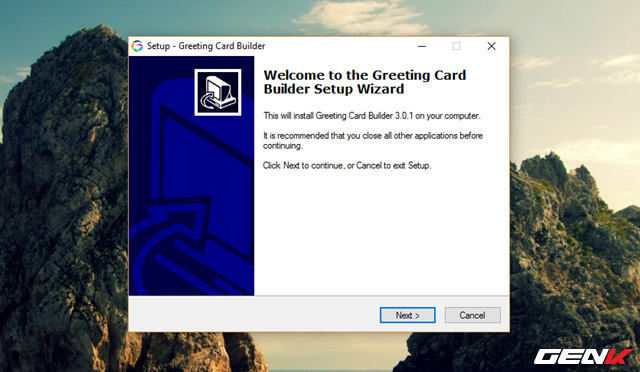 Setup - Greeting Card Builder
Welcome to the Greeting Card
Builder Setup Wizard
This will install Greeting Card Builder 3.0.1 on your computer.
It is recommended that you close all other applications before
continuing.
Click Next to continue, or Cancel to exit Setup.
Next >
Cancel
GENK